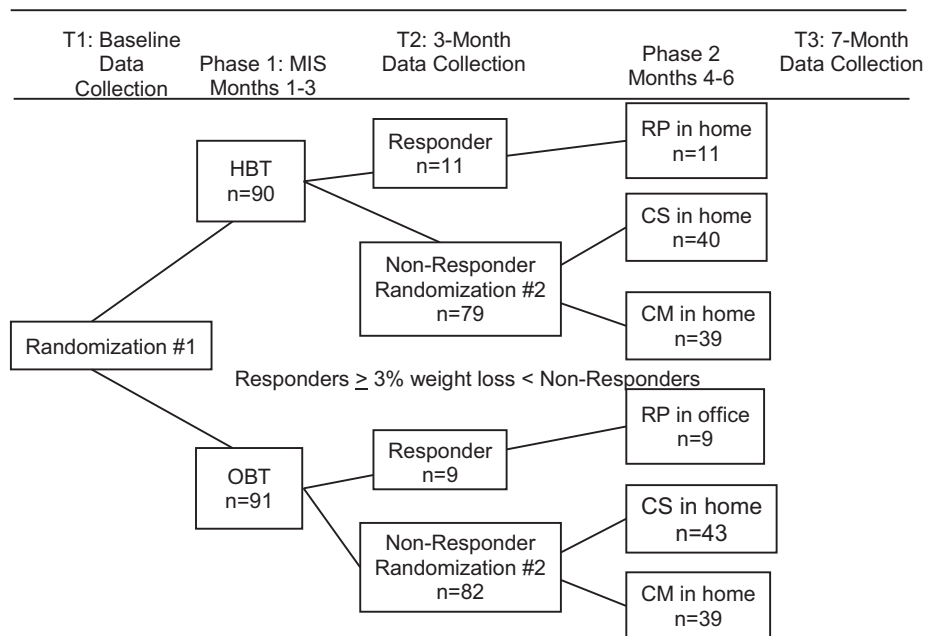 T1: Baseline
Data
Collection
Phase 1: MIS
Months 1-3
T2: 3-Month
Data Collection
Phase 2
Months 4-6
T3: 7-Month
Data Collection
HBT
n=90
Responder
n=11
RP in home
n=11
Non-Responder
Randomization #2
n=79
CS in home
n=40
CM in home
n=39
Randomization #1
Responders ≥ 3% weight loss < Non-Responders
OBT
n=91
Responder
n=9
RP in office
n=9
Non-Responder
Randomization #2
n=82
CS in home
n=43
CM in home
n=39